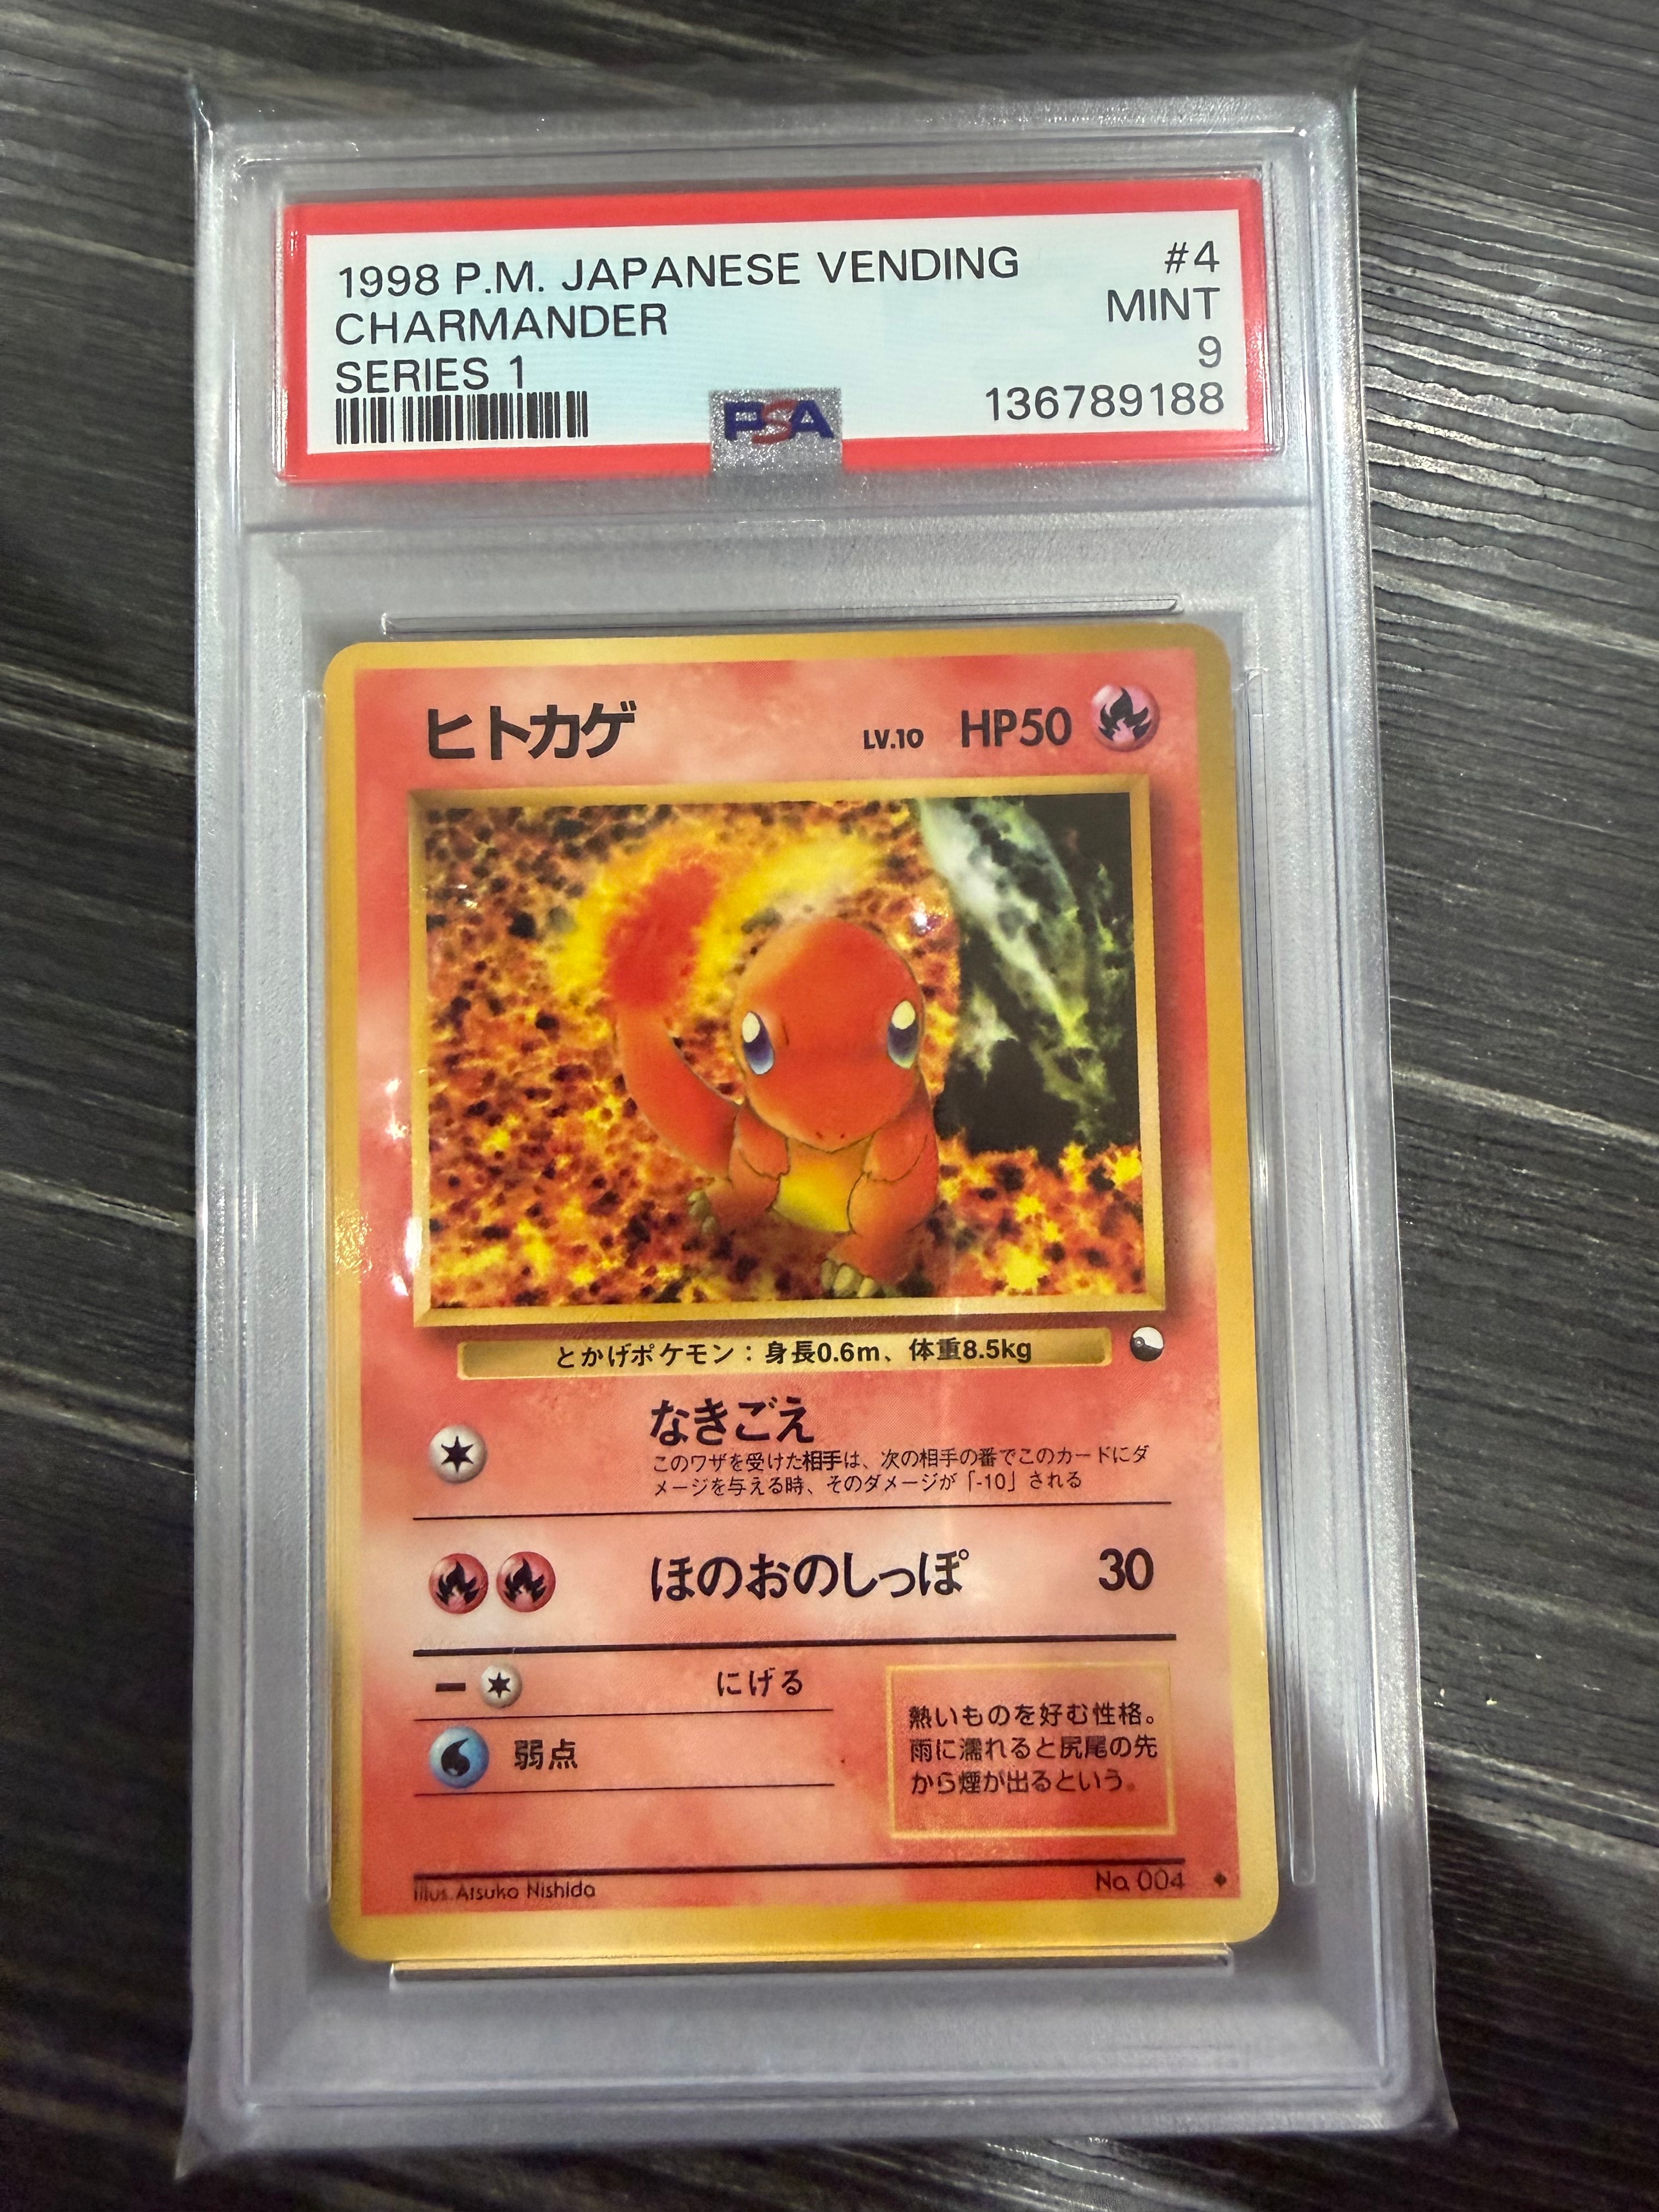 1998 P.M. JAPANESE VENDING #4
CHARMANDER MINT
SERIES 1 9
PSA 136789188
ヒトカゲ LV.10 HP50
とかげポケモン：身長0.6m、体重8.5kg
なきごえ
このワザを受けた相手は、次の相手の番でこのカードにダ
メージを与える時、そのダメージが「-10」される
ほのおのしっぽ 30
にげる
弱点
熱いものを好む性格。
雨に濡れると尻尾の先
から煙が出るという。
Illus. Atsuko Nishida No. 004